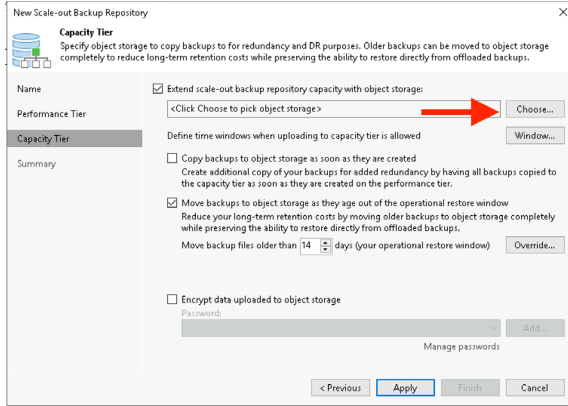 New Scale-out Backup Repository
Capacity Tier
Specify object storage to copy backups to for redundancy and DR purposes. Older backups can be moved to object storage
completely to reduce long-term retention costs while preserving the ability to restore directly from offloaded backups.
Name
Performance Tier
Capacity Tier
Summary
Extend scale-out backup repository capacity with object storage:
<Click Choose to pick object storage>
Choose...
Define time windows when uploading to capacity tier is allowed
Window...
Copy backups to object storage as soon as they are created
Create additional copy of your backups for added redundancy by having all backups copied to
the capacity tier as soon as they are created on the performance tier.
Move backups to object storage as they age out of the operational restore window
Reduce your long-term retention costs by moving older backups to object storage completely
while preserving the ability to restore directly from offloaded backups.
Move backup files older than 14 days (your operational restore window)
Override...
Encrypt data uploaded to object storage
Password:
Add...
Manage passwords
< Previous
Apply
Finish
Cancel